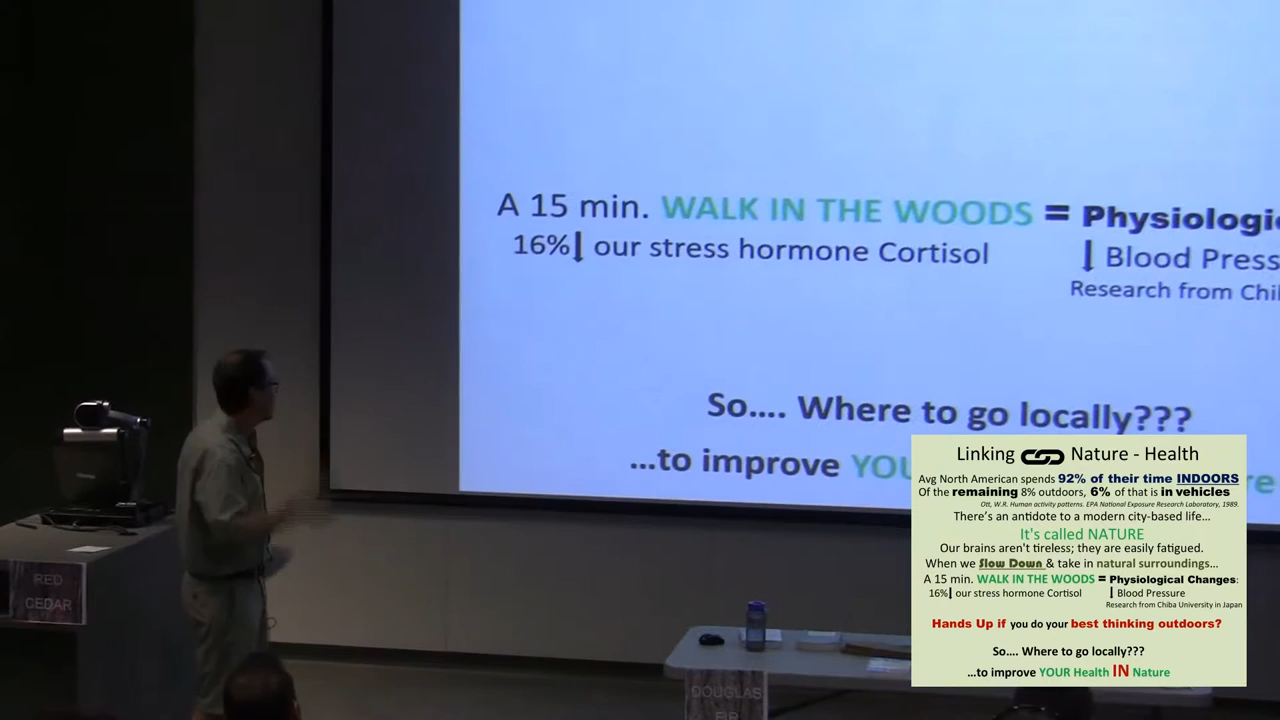 A 15 min. WALK IN THE WOODS = Physiologic
16%↓ our stress hormone Cortisol ↓ Blood Press
Research from Chi
So.... Where to go locally???
...to improve YOU re
RED
CEDAR
DOUGLAS
FIR
Linking Nature - Health
Avg North American spends 92% of their time INDOORS
Of the remaining 8% outdoors, 6% of that is in vehicles
Ott, W.R. Human activity patterns. EPA National Exposure Research Laboratory, 1989.
There's an antidote to a modern city-based life...
It's called NATURE
Our brains aren't tireless; they are easily fatigued.
When we Slow Down & take in natural surroundings...
A 15 min. WALK IN THE WOODS = Physiological Changes:
16%↓ our stress hormone Cortisol ↓ Blood Pressure
Research from Chiba University in Japan
Hands Up if you do your best thinking outdoors?
So.... Where to go locally???
...to improve YOUR Health IN Nature